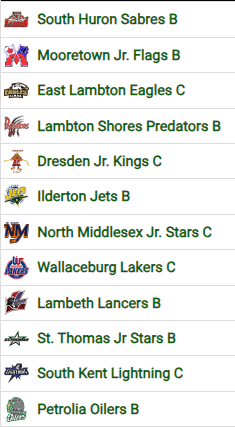 South Huron Sabres B
Mooretown Jr. Flags B
East Lambton Eagles C
Lambton Shores Predators B
Dresden Jr. Kings C
Ilderton Jets B
North Middlesex Jr. Stars C
Wallaceburg Lakers C
Lambeth Lancers B
St. Thomas Jr Stars B
South Kent Lightning C
Petrolia Oilers B